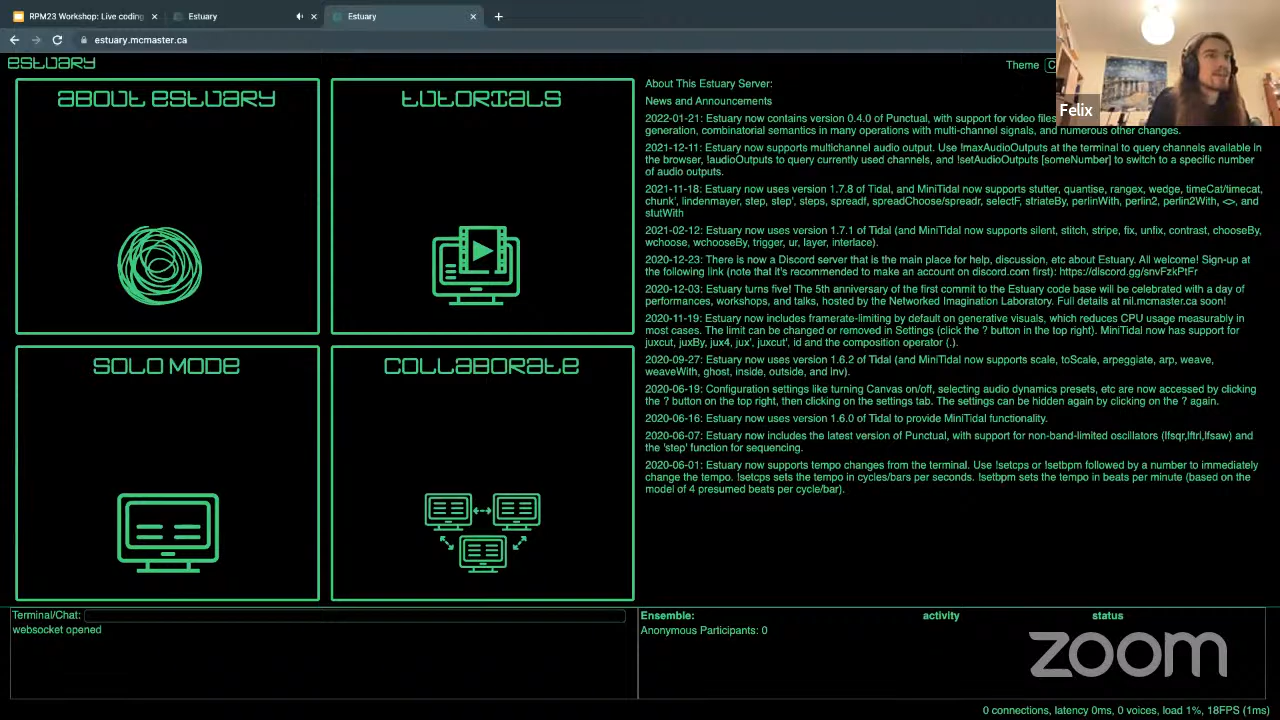 RPM23 Workshop: Live coding
Estuary
Estuary
estuary.mcmaster.ca
estuary
Theme
Felix
about estuary
tutorials
solo mode
collaborate
About This Estuary Server:
News and Announcements
2022-01-21: Estuary now contains version 0.4.0 of Punctual, with support for video files
generation, combinatorial semantics in many operations with multi-channel signals, and numerous other changes.
2021-12-11: Estuary now supports multichannel audio output. Use !maxAudioOutputs at the terminal to query channels available in
the browser, !audioOutputs to query currently used channels, and !setAudioOutputs [someNumber] to switch to a specific number
of audio outputs.
2021-11-18: Estuary now uses version 1.7.8 of Tidal, and MiniTidal now supports stutter, quantise, rangex, wedge, timeCat/timecat,
chunk', lindenmayer, step, step', steps, spreadf, spreadChoose/spreadr, selectF, striateBy, perlinWith, perlin2, perlin2With, <>, and
stutWith
2021-02-12: Estuary now uses version 1.7.1 of Tidal (and MiniTidal now supports silent, stitch, stripe, fix, unfix, contrast, chooseBy,
wchoose, wchooseBy, trigger, ur, layer, interlace).
2020-12-23: There is now a Discord server that is the main place for help, discussion, etc about Estuary. All welcome! Sign-up at
the following link (note that it's recommended to make an account on discord.com first): https://discord.gg/snvFzkPtFr
2020-12-03: Estuary turns five! The 5th anniversary of the first commit to the Estuary code base will be celebrated with a day of
performances, workshops, and talks, hosted by the Networked Imagination Laboratory. Full details at nil.mcmaster.ca soon!
2020-11-19: Estuary now includes framerate-limiting by default on generative visuals, which reduces CPU usage measurably in
most cases. The limit can be changed or removed in Settings (click the ? button in the top right). MiniTidal now has support for
juxcut, juxBy, jux4, jux', juxcut', id and the composition operator (.).
2020-09-27: Estuary now uses version 1.6.2 of Tidal (and MiniTidal now supports scale, toScale, arpeggiate, arp, weave,
weaveWith, ghost, inside, outside, and inv).
2020-06-19: Configuration settings like turning Canvas on/off, selecting audio dynamics presets, etc are now accessed by clicking
the ? button on the top right, then clicking on the settings tab. The settings can be hidden again by clicking on the ? again.
2020-06-16: Estuary now uses version 1.6.0 of Tidal to provide MiniTidal functionality.
2020-06-07: Estuary now includes the latest version of Punctual, with support for non-band-limited oscillators (lfsqr,lftri,lfsaw) and
the 'step' function for sequencing.
2020-06-01: Estuary now supports tempo changes from the terminal. Use !setcps or !setbpm followed by a number to immediately
change the tempo. !setcps sets the tempo in cycles/bars per seconds. !setbpm sets the tempo in beats per minute (based on the
model of 4 presumed beats per cycle/bar).
Terminal/Chat:
websocket opened
Ensemble: activity status
Anonymous Participants: 0
zoom
0 connections, latency 0ms, 0 voices, load 1%, 18FPS (1ms)